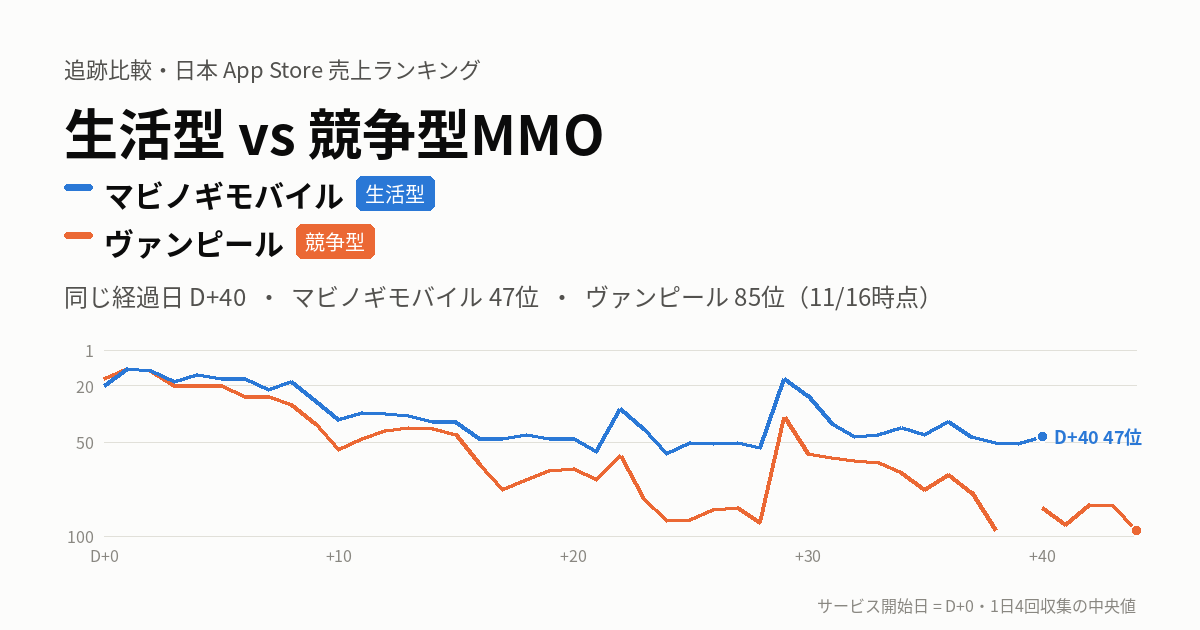 追跡比較・日本 App Store 売上ランキング
生活型 vs 競争型MMO
マビノギモバイル 生活型
ヴァンピール 競争型
同じ経過日 D+40 ・ マビノギモバイル 47位 ・ ヴァンピール 85位（11/16時点）
1
20
50
D+40 47位
100
D+0 +10 +20 +30 +40
サービス開始日 = D+0・1日4回収集の中央値